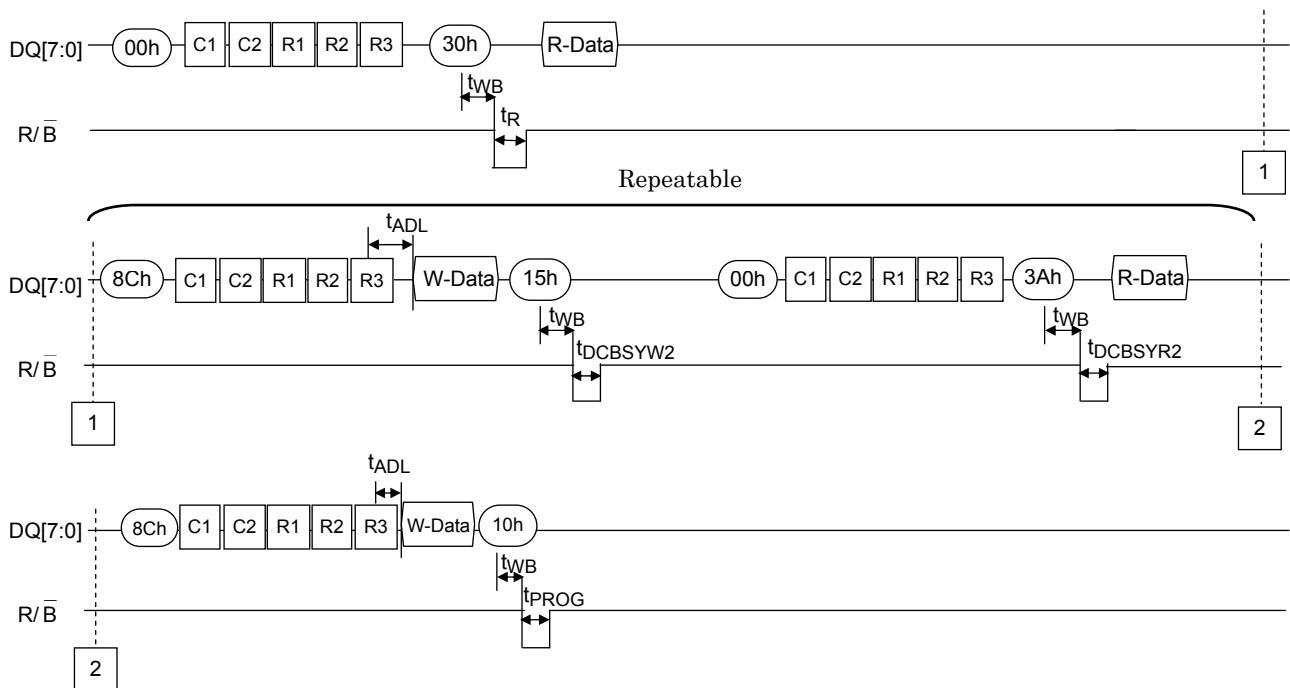 DQ[7:0] 00h C1 C2 R1 R2 R3 30h R-Data
tWB
tR
R/B̅
1
Repeatable
tADL
DQ[7:0] 8Ch C1 C2 R1 R2 R3 W-Data 15h 00h C1 C2 R1 R2 R3 3Ah R-Data
tWB tWB
tDCBSYW2 tDCBSYR2
R/B̅
1 2
tADL
DQ[7:0] 8Ch C1 C2 R1 R2 R3 W-Data 10h
tWB
tPROG
R/B̅
2